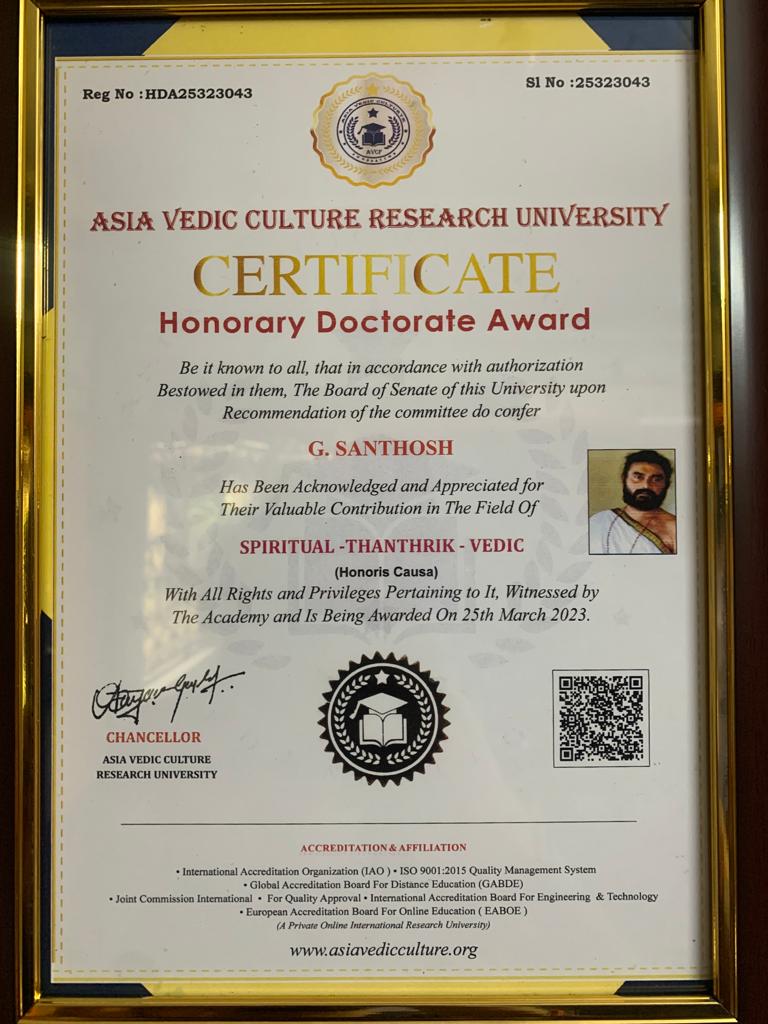 Reg No :HDA25323043
Sl No :25323043
ASIA VEDIC CULTURE
FOUNDATION
AVCF
ASIA VEDIC CULTURE RESEARCH UNIVERSITY
CERTIFICATE
Honorary Doctorate Award
Be it known to all, that in accordance with authorization
Bestowed in them, The Board of Senate of this University upon
Recommendation of the committee do confer
G. SANTHOSH
Has Been Acknowledged and Appreciated for
Their Valuable Contribution in The Field Of
SPIRITUAL -THANTHRIK - VEDIC
(Honoris Causa)
With All Rights and Privileges Pertaining to It, Witnessed by
The Academy and Is Being Awarded On 25th March 2023.
CHANCELLOR
ASIA VEDIC CULTURE
RESEARCH UNIVERSITY
ACCREDITATION & AFFILIATION
• International Accreditation Organization (IAO ) • ISO 9001:2015 Quality Management System
• Global Accreditation Board For Distance Education (GABDE)
• Joint Commission International • For Quality Approval • International Accreditation Board For Engineering & Technology
• European Accreditation Board For Online Education ( EABOE )
(A Private Online International Research University)
www.asiavedicculture.org